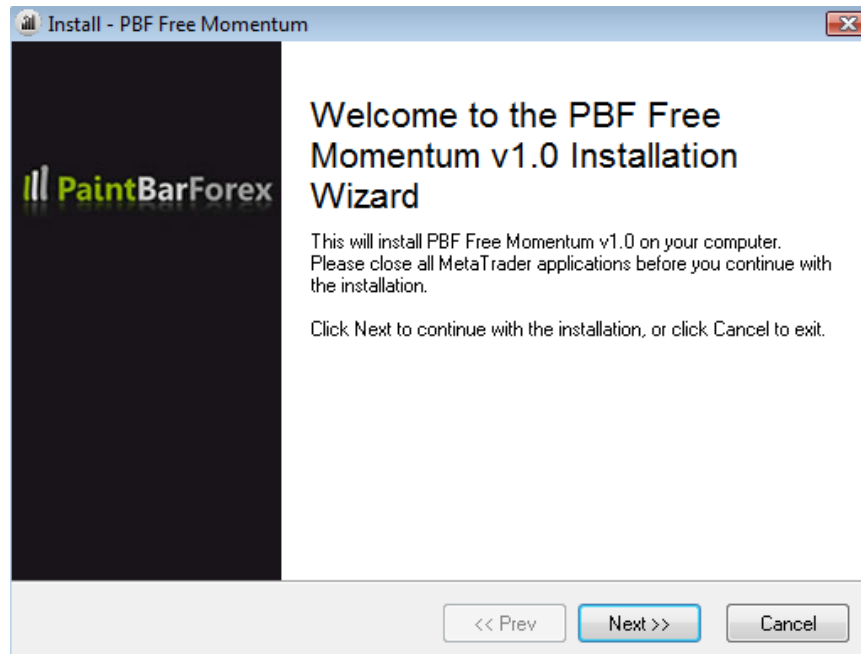 Install - PBF Free Momentum
Welcome to the PBF Free
Momentum v1.0 Installation
Wizard
PaintBarForex
This will install PBF Free Momentum v1.0 on your computer.
Please close all MetaTrader applications before you continue with
the installation.
Click Next to continue with the installation, or click Cancel to exit.
<< Prev
Next >>
Cancel